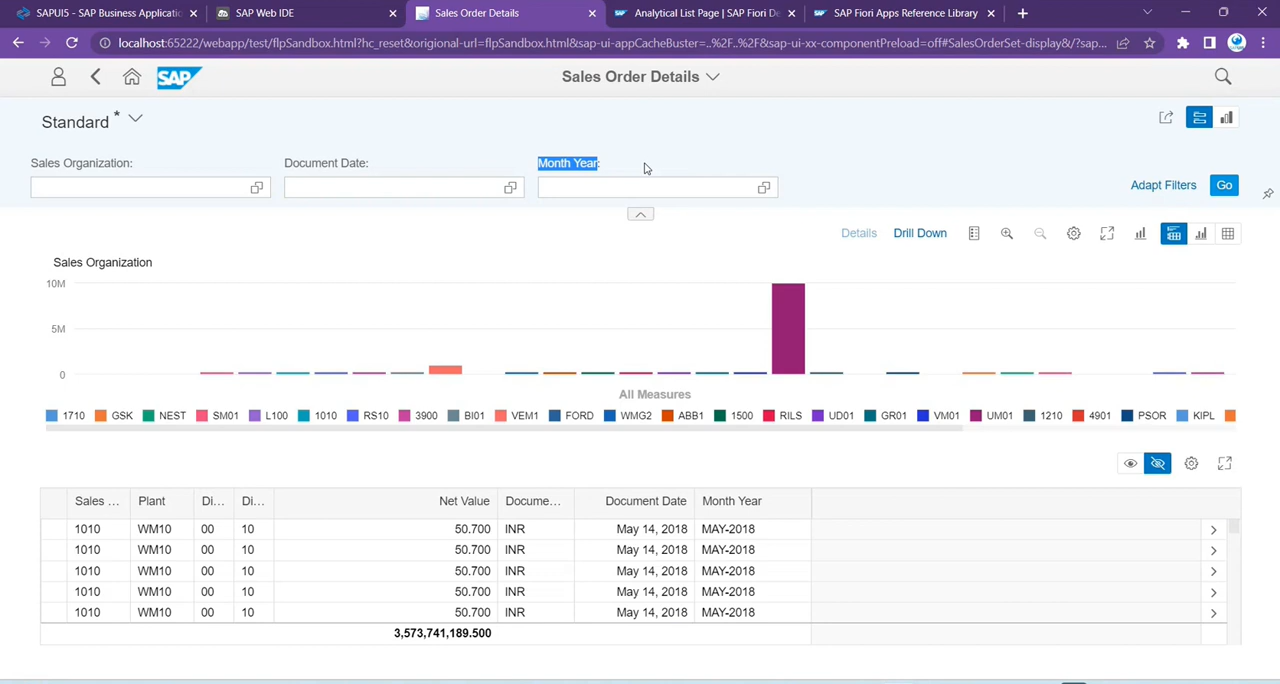 SAPUI5 - SAP Business Applicatio
SAP Web IDE
Sales Order Details
Analytical List Page | SAP Fiori De
SAP Fiori Apps Reference Library
localhost:65222/webapp/test/flpSandbox.html?hc_reset&origional-url=flpSandbox.html&sap-ui-appCacheBuster=..%2F..%2F&sap-ui-xx-componentPreload=off#SalesOrderSet-display&/?sap...
SAP
Sales Order Details
Standard *
Sales Organization: Document Date: Month Year:
Adapt Filters Go
Details Drill Down
Sales Organization
10M
5M
0
All Measures
1710 GSK NEST SM01 L100 1010 RS10 3900 BI01 VEM1 FORD WMG2 ABB1 1500 RILS UD01 GR01 VM01 UM01 1210 4901 PSOR KIPL
Sales ... Plant Di... Di... Net Value Docume... Document Date Month Year
1010 WM10 00 10 50.700 INR May 14, 2018 MAY-2018
1010 WM10 00 10 50.700 INR May 14, 2018 MAY-2018
1010 WM10 00 10 50.700 INR May 14, 2018 MAY-2018
1010 WM10 00 10 50.700 INR May 14, 2018 MAY-2018
1010 WM10 00 10 50.700 INR May 14, 2018 MAY-2018
3,573,741,189.500